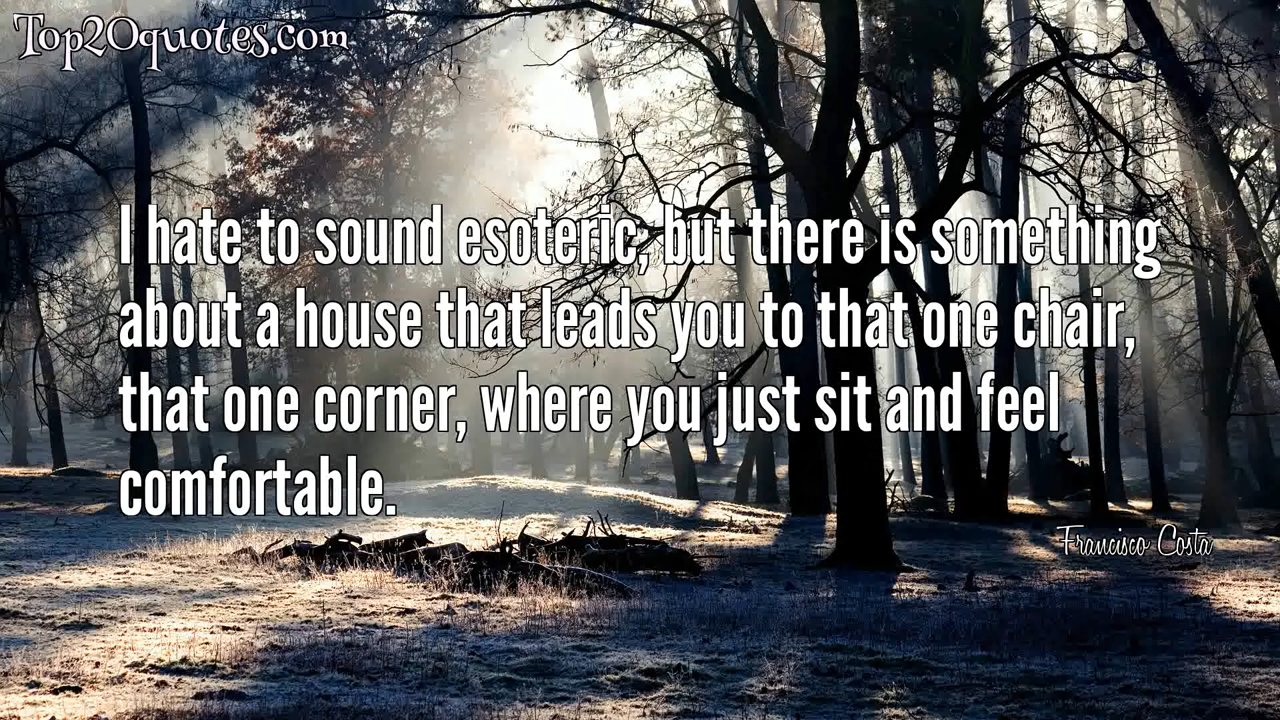 Top20quotes.com
I hate to sound esoteric, but there is something
about a house that leads you to that one chair,
that one corner, where you just sit and feel
comfortable.
Francisco Costa